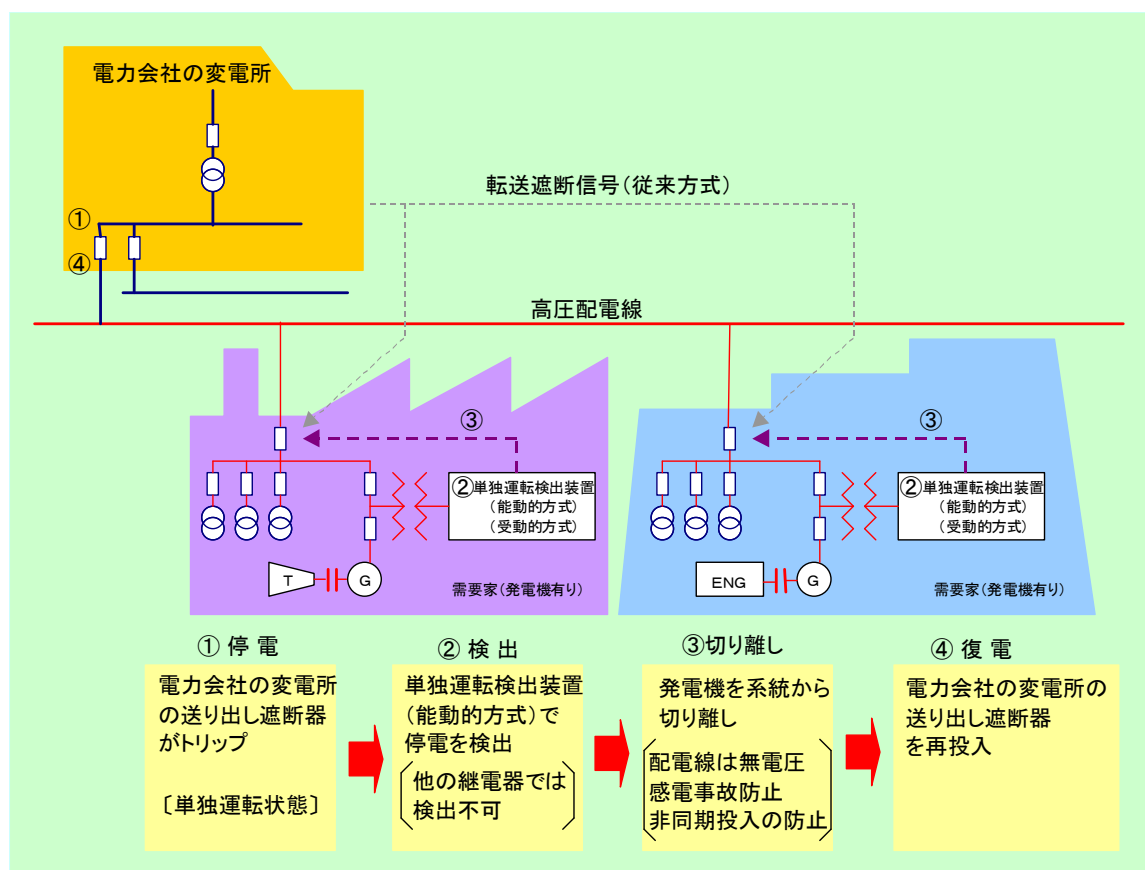 電力会社の変電所
転送遮断信号(従来方式)
①
④
高圧配電線
③
②単独運転検出装置
(能動的方式)
(受動的方式)
T
G
需要家(発電機有り)
③
②単独運転検出装置
(能動的方式)
(受動的方式)
ENG
G
需要家(発電機有り)
① 停 電
電力会社の変電所
の送り出し遮断器
がトリップ
〔単独運転状態〕
② 検 出
単独運転検出装置
(能動的方式)で
停電を検出
他の継電器では
検出不可
③切り離し
発電機を系統から
切り離し
配電線は無電圧
感電事故防止
非同期投入の防止
④ 復 電
電力会社の変電所の
送り出し遮断器
を再投入